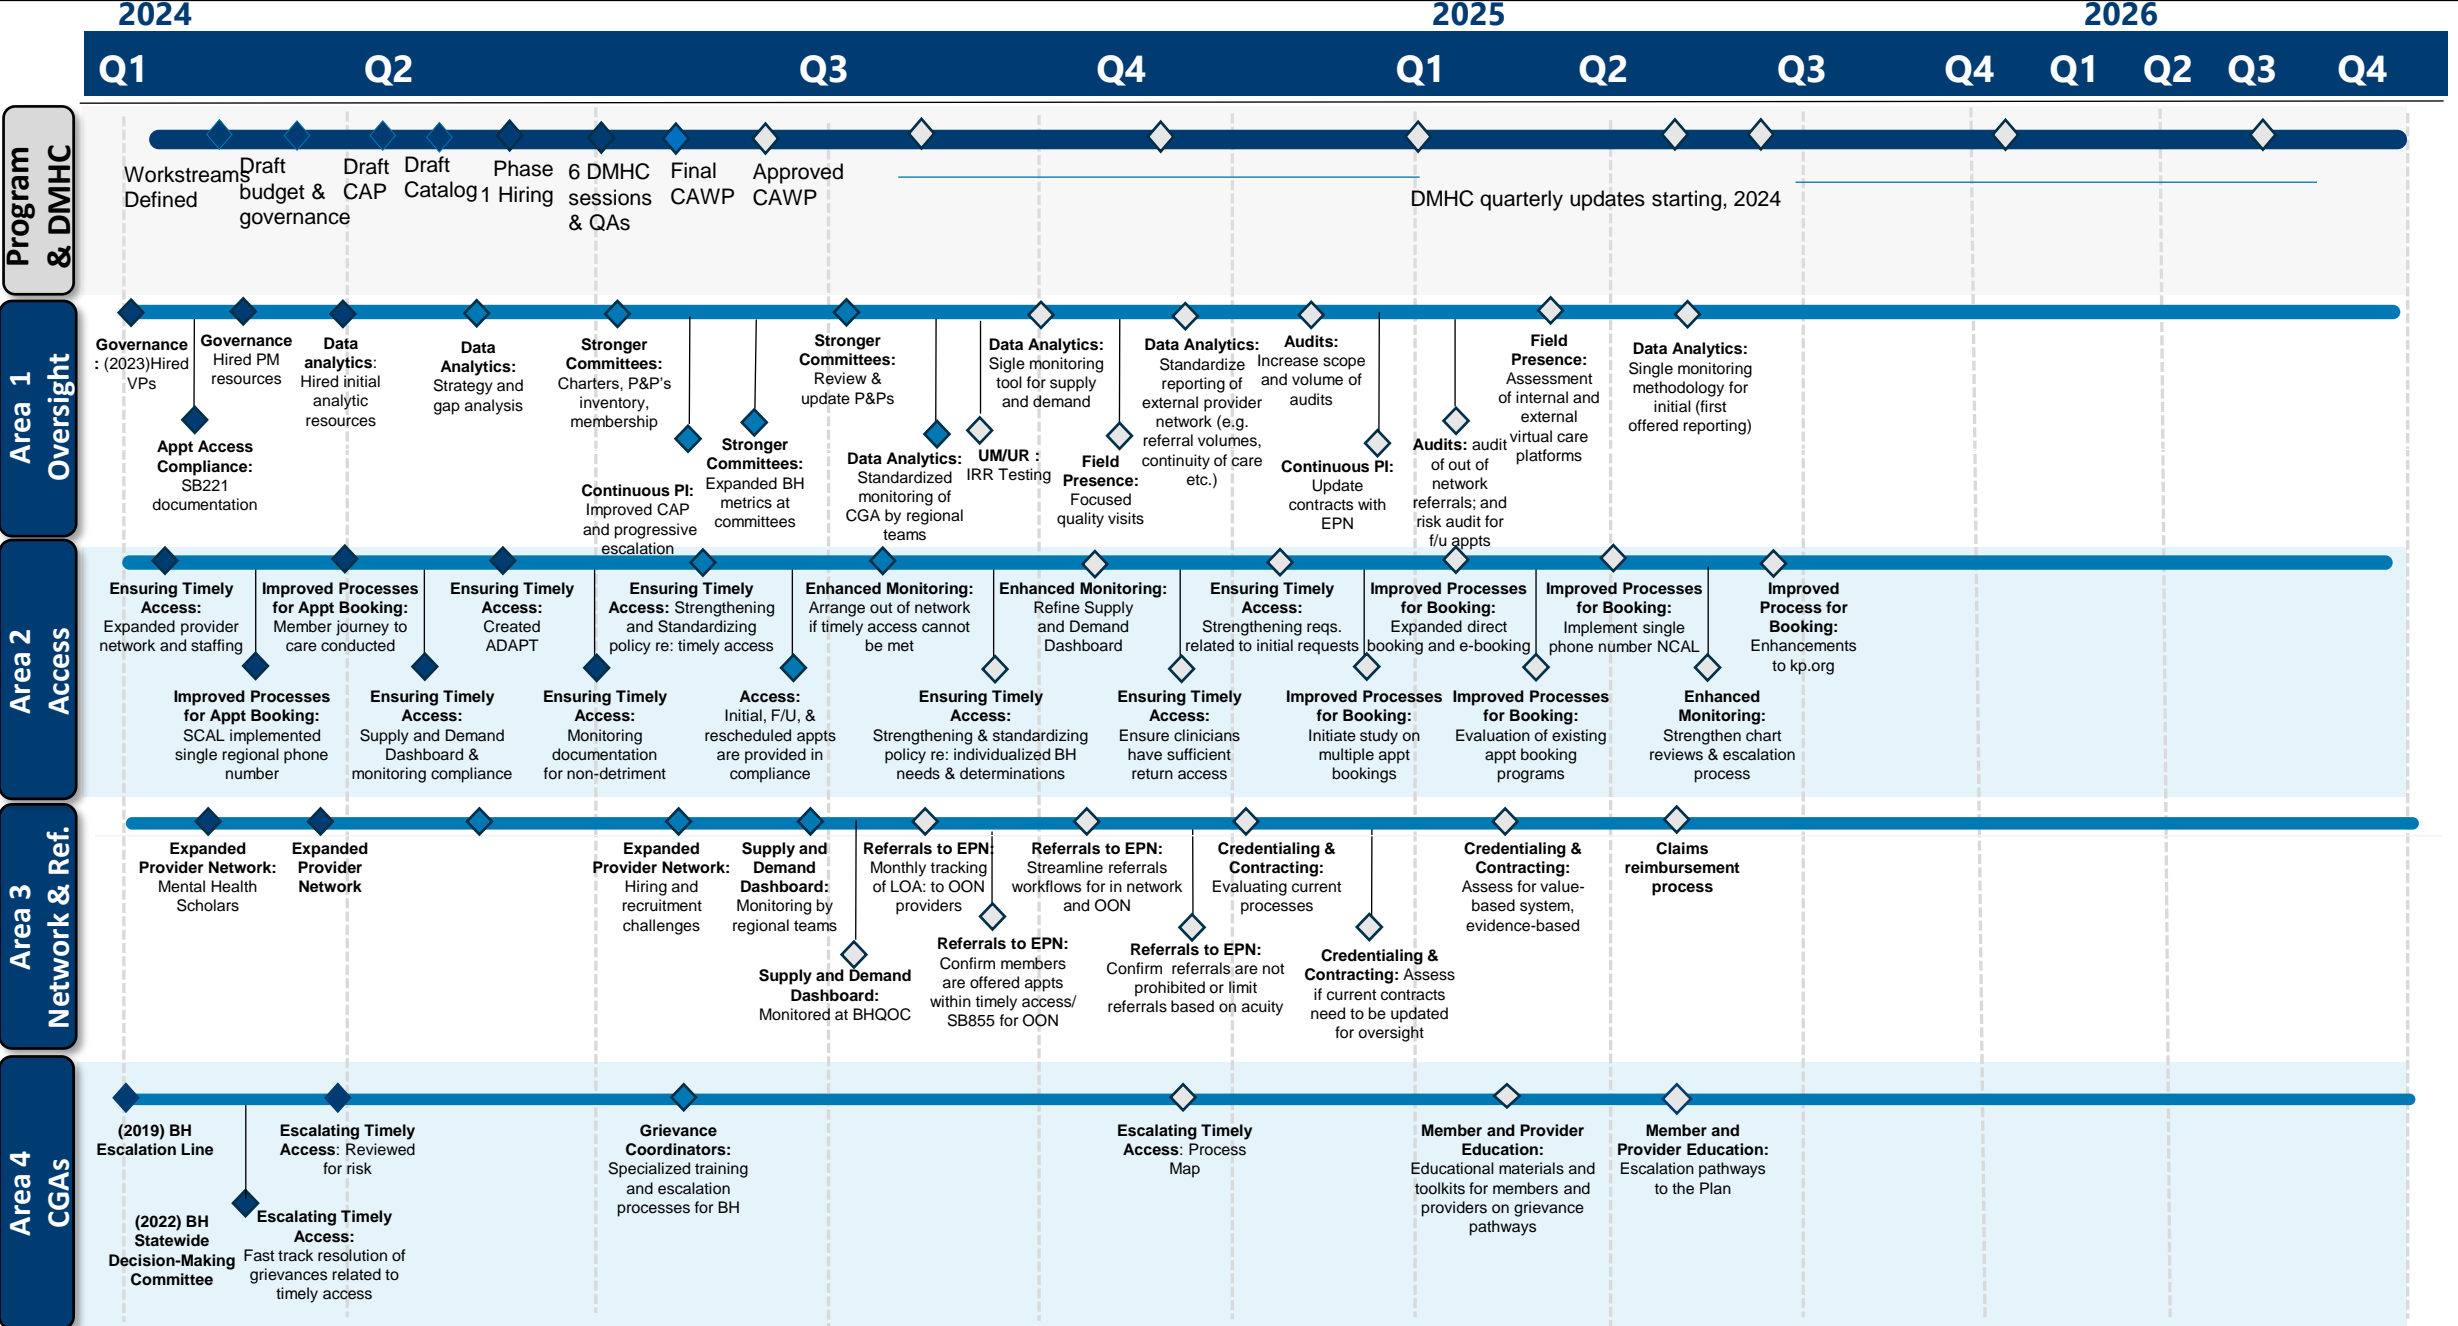 2024
2025
2026
Q1
Q2
Q3
Q4
Q1
Q2
Q3
Q4
Q1
Q2
Q3
Q4
Program
& DMHC
Workstreams
Defined
Draft
budget &
governance
Draft
CAP
Draft
Catalog
Phase
1 Hiring
6 DMHC
sessions
& QAs
Final
CAWP
Approved
CAWP
DMHC quarterly updates starting, 2024
Area 1
Oversight
Governance
: (2023)Hired
VPs
Appt Access
Compliance:
SB221
documentation
Governance
Hired PM
resources
Data
analytics:
Hired initial
analytic
resources
Data
Analytics:
Strategy and
gap analysis
Stronger
Committees:
Charters, P&P's
inventory,
membership
Continuous PI:
Improved CAP
and progressive
escalation
Stronger
Committees:
Expanded BH
metrics at
committees
Stronger
Committees:
Review &
update P&Ps
Data Analytics:
Standardized
monitoring of
CGA by regional
teams
UM/UR :
IRR Testing
Data Analytics:
Sigle monitoring
tool for supply
and demand
Field
Presence:
Focused
quality visits
Data Analytics:
Standardize
reporting of
external provider
network (e.g.
referral volumes,
continuity of care
etc.)
Audits:
Increase scope
and volume of
audits
Continuous PI:
Update
contracts with
EPN
Audits: audit
of out of
network
referrals; and
risk audit for
f/u appts
Field
Presence:
Assessment
of internal and
external
virtual care
platforms
Data Analytics:
Single monitoring
methodology for
initial (first
offered reporting)
Area 2
Access
Ensuring Timely
Access:
Expanded provider
network and staffing
Improved Processes
for Appt Booking:
SCAL implemented
single regional phone
number
Improved Processes
for Appt Booking:
Member journey to
care conducted
Ensuring Timely
Access:
Supply and Demand
Dashboard &
monitoring compliance
Ensuring Timely
Access:
Created
ADAPT
Ensuring Timely
Access:
Monitoring
documentation
for non-detriment
Ensuring Timely
Access: Strengthening
and Standardizing
policy re: timely access
Access:
Initial, F/U, &
rescheduled appts
are provided in
compliance
Enhanced Monitoring:
Arrange out of network
if timely access cannot
be met
Ensuring Timely
Access:
Strengthening & standardizing
policy re: individualized BH
needs & determinations
Enhanced Monitoring:
Refine Supply
and Demand
Dashboard
Ensuring Timely
Access:
Ensure clinicians
have sufficient
return access
Ensuring Timely
Access:
Strengthening reqs.
related to initial requests
Improved Processes
for Booking:
Initiate study on
multiple appt
bookings
Improved Processes
for Booking:
Expanded direct
booking and e-booking
Improved Processes
for Booking:
Evaluation of existing
appt booking
programs
Improved Processes
for Booking:
Implement single
phone number NCAL
Enhanced
Monitoring:
Strengthen chart
reviews & escalation
process
Improved
Process for
Booking:
Enhancements
to kp.org
Area 3
Network & Ref.
Expanded
Provider Network:
Mental Health
Scholars
Expanded
Provider
Network
Expanded
Provider Network:
Hiring and
recruitment
challenges
Supply and
Demand
Dashboard:
Monitoring by
regional teams
Supply and Demand
Dashboard:
Monitored at BHQOC
Referrals to EPN:
Monthly tracking
of LOA: to OON
providers
Referrals to EPN:
Confirm members
are offered appts
within timely access/
SB855 for OON
Referrals to EPN:
Streamline referrals
workflows for in network
and OON
Referrals to EPN:
Confirm referrals are not
prohibited or limit
referrals based on acuity
Credentialing &
Contracting:
Evaluating current
processes
Credentialing &
Contracting: Assess
if current contracts
need to be updated
for oversight
Credentialing &
Contracting:
Assess for value-
based system,
evidence-based
Claims
reimbursement
process
Area 4
CGAs
(2019) BH
Escalation Line
(2022) BH
Statewide
Decision-Making
Committee
Escalating Timely
Access:
Fast track resolution of
grievances related to
timely access
Escalating Timely
Access: Reviewed
for risk
Grievance
Coordinators:
Specialized training
and escalation
processes for BH
Escalating Timely
Access: Process
Map
Member and Provider
Education:
Educational materials and
toolkits for members and
providers on grievance
pathways
Member and
Provider Education:
Escalation pathways
to the Plan